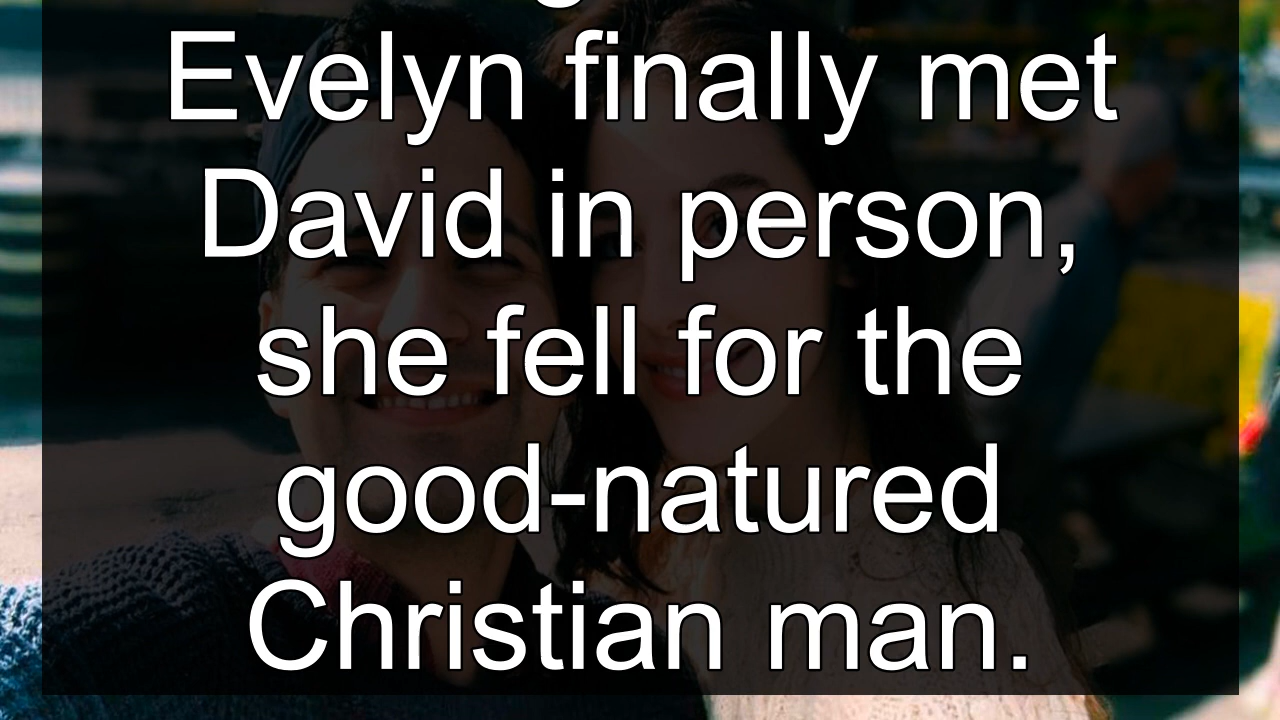 Evelyn finally met
David in person,
she fell for the
good-natured
Christian man.